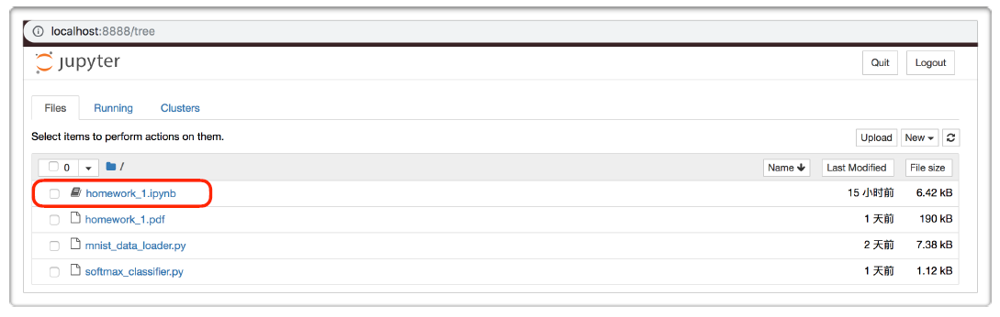 localhost:8888/tree
jupyter Quit Logout
Files Running Clusters
Select items to perform actions on them. Upload New
0 / Name Last Modified File size
homework_1.ipynb 15 小时前 6.42 kB
homework_1.pdf 1 天前 190 kB
mnist_data_loader.py 2 天前 7.38 kB
softmax_classifier.py 1 天前 1.12 kB